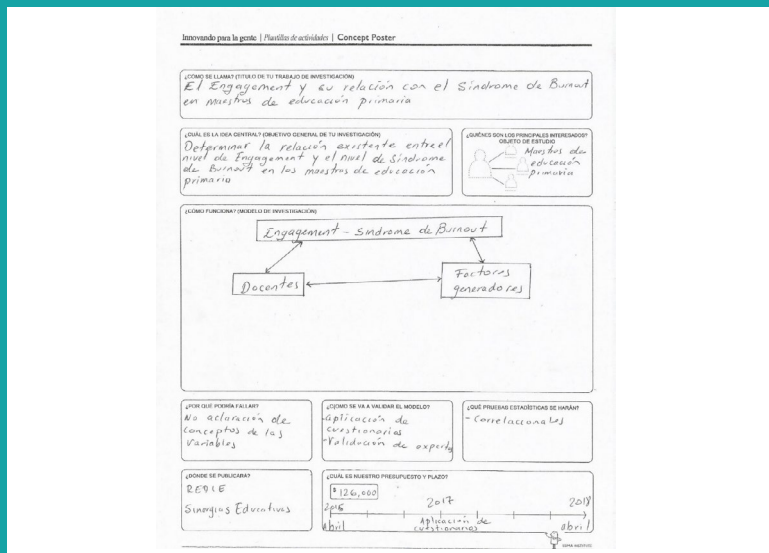 Innovando para la gente | Plantillas de actividades | Concept Poster
¿COMO SE LLAMA? (TITULO DE TU TRABAJO DE INVESTIGACIÓN)
El Engagement y su relación con el Síndrome de Burnout
en maestros de educación primaria
¿CUÁL ES LA IDEA CENTRAL? (OBJETIVO GENERAL DE TU INVESTIGACIÓN)
Determinar la relación existente entre el
nivel de Engagement y el nivel de Síndrome
de Burnout en los maestros de educación
primaria
¿QUIÉNES SON LOS PRINCIPALES INTERESADOS?
OBJETO DE ESTUDIO
Maestros de
educación
primaria
¿CÓMO FUNCIONA? (MODELO DE INVESTIGACIÓN)
Engagement - Sindrome de Burnout
Docentes
Factores
generadores
¿POR QUÉ PODRÍA FALLAR?
No aclaración de
conceptos de las
Variables
¿COMO SE VA A VALIDAR EL MODELO?
-aplicación de
cuestionarios
-Validación de expertos
¿QUÉ PRUEBAS ESTADÍSTICAS SE HARÁN?
- Correlacionales
¿DÓNDE SE PUBLICARA?
REDIE
Sinergias Educativas
¿CUÁL ES NUESTRO PRESUPUESTO Y PLAZO?
$ 126,000
2016 2017 2018
Abril Aplicación de abril
cuestionarios